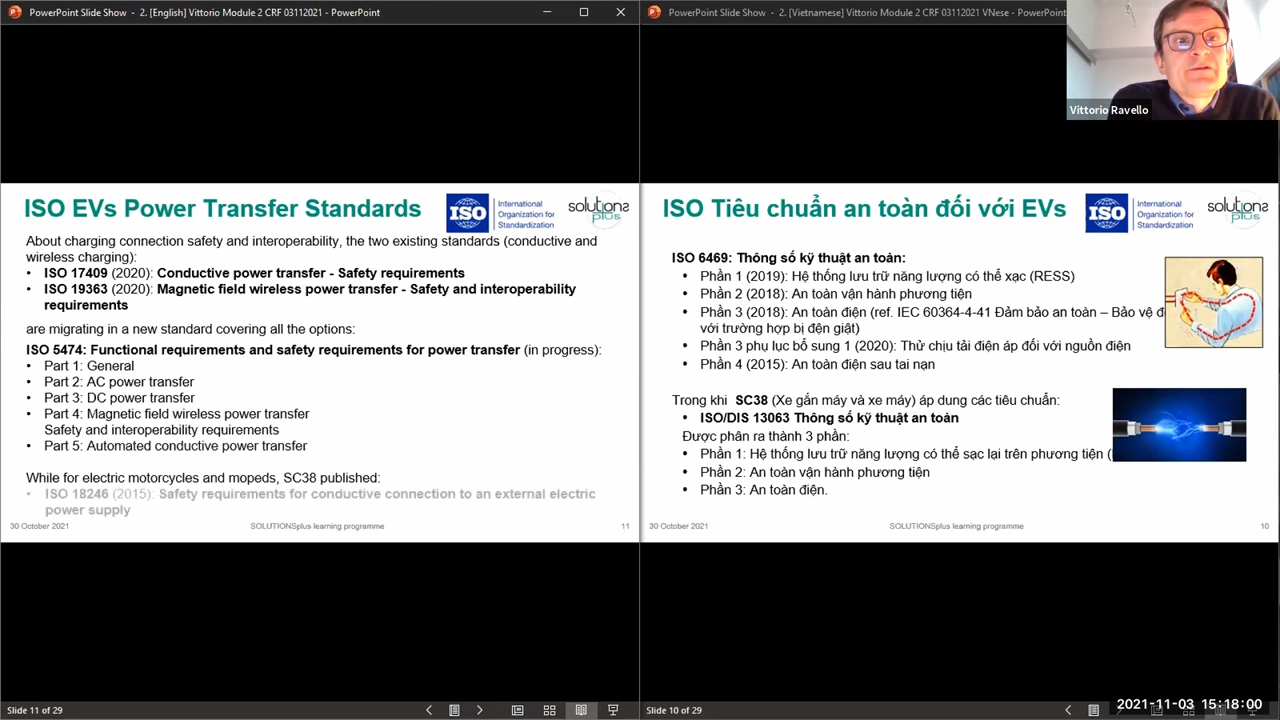 PowerPoint Slide Show - 2. [English] Vittorio Module 2 CRF 03112021 - PowerPoint
ISO EVs Power Transfer Standards
ISO
International
Organization for
Standardization
solutions
plus
About charging connection safety and interoperability, the two existing standards (conductive and
wireless charging):
• ISO 17409 (2020): Conductive power transfer - Safety requirements
• ISO 19363 (2020): Magnetic field wireless power transfer - Safety and interoperability
requirements
are migrating in a new standard covering all the options:
ISO 5474: Functional requirements and safety requirements for power transfer (in progress):
• Part 1: General
• Part 2: AC power transfer
• Part 3: DC power transfer
• Part 4: Magnetic field wireless power transfer
Safety and interoperability requirements
• Part 5: Automated conductive power transfer
While for electric motorcycles and mopeds, SC38 published:
• ISO 18246 (2015): Safety requirements for conductive connection to an external electric
power supply
30 October 2021
SOLUTIONSplus learning programme
11
Slide 11 of 29
PowerPoint Slide Show - 2. [Vietnamese] Vittorio Module 2 CRF 03112021 VNese - PowerPoint
Vittorio Ravello
ISO Tiêu chuẩn an toàn đối với EVs
ISO
International
Organization for
Standardization
solutions
plus
ISO 6469: Thông số kỹ thuật an toàn:
• Phần 1 (2019): Hệ thống lưu trữ năng lượng có thể xạc (RESS)
• Phần 2 (2018): An toàn vận hành phương tiện
• Phần 3 (2018): An toàn điện (ref. IEC 60364-4-41 Đảm bảo an toàn – Bảo vệ đ
với trường hợp bị đện giật)
• Phần 3 phụ lục bổ sung 1 (2020): Thử chịu tải điện áp đối với nguồn điện
• Phần 4 (2015): An toàn điện sau tai nạn
Trong khi SC38 (Xe gắn máy và xe máy) áp dụng các tiêu chuẩn:
• ISO/DIS 13063 Thông số kỹ thuật an toàn
Được phân ra thành 3 phần:
• Phần 1: Hệ thống lưu trữ năng lượng có thể sạc lại trên phương tiện (
• Phần 2: An toàn vận hành phương tiện
• Phần 3: An toàn điện.
30 October 2021
SOLUTIONSplus learning programme
10
Slide 10 of 29
2021-11-03 15:18:00